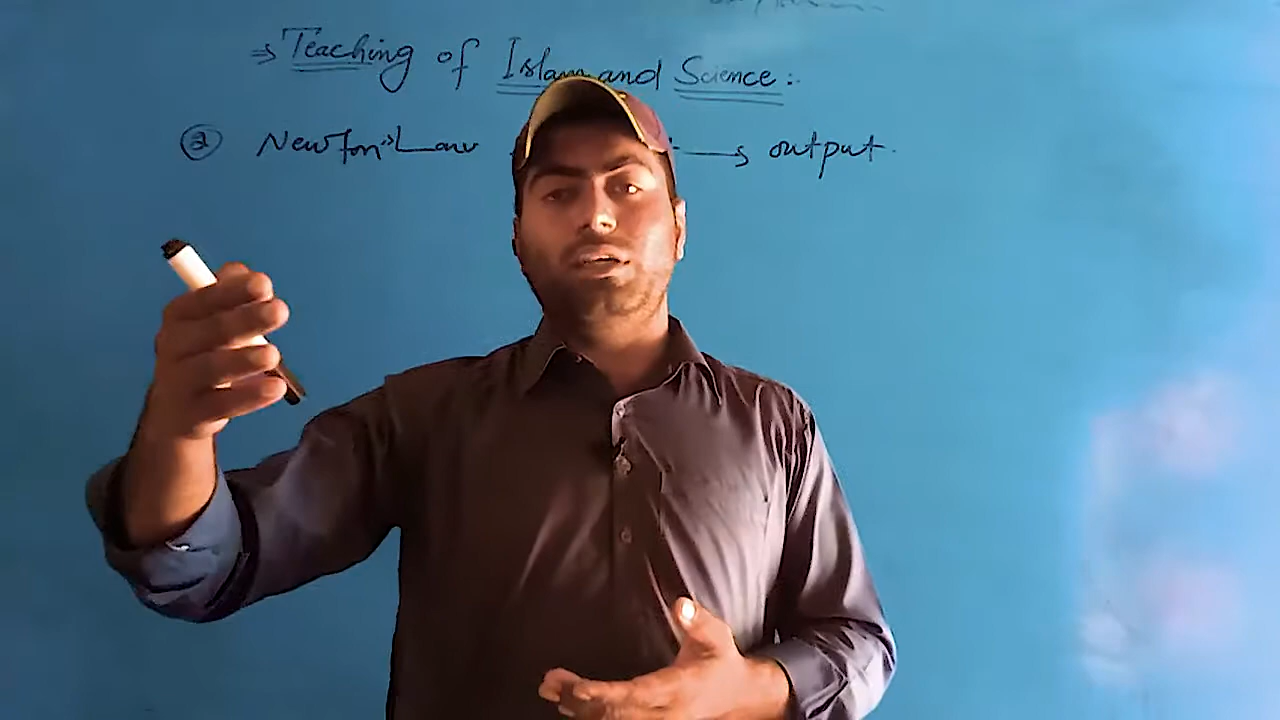 ⇒ Teaching of Islam and Science :-
② Newton's Law → output.